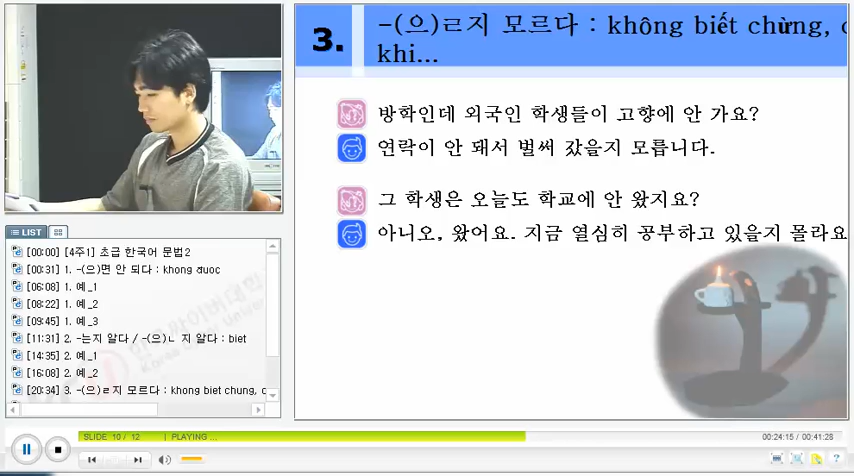 3. -(으)ㄹ지 모르다 : không biết chừng,
khi...
방학인데 외국인 학생들이 고향에 안 가요?
연락이 안 돼서 벌써 갔을지 모릅니다.
그 학생은 오늘도 학교에 안 왔지요?
아니오, 왔어요. 지금 열심히 공부하고 있을지 몰라요
LIST
[00:00] [4주1] 초급 한국어 문법2
[00:31] 1. -(으)면 안 되다 : khong duoc
[06:08] 1. 예_1
[08:22] 1. 예_2
[09:45] 1. 예_3
[11:31] 2. -는지 알다 / -(으)ㄴ 지 알다 : biet
[14:35] 2. 예_1
[16:08] 2. 예_2
[20:34] 3. -(으)ㄹ지 모르다 : khong biet chung, c
SLIDE 10 / 12 | PLAYING ...
00:24:15 / 00:41:28